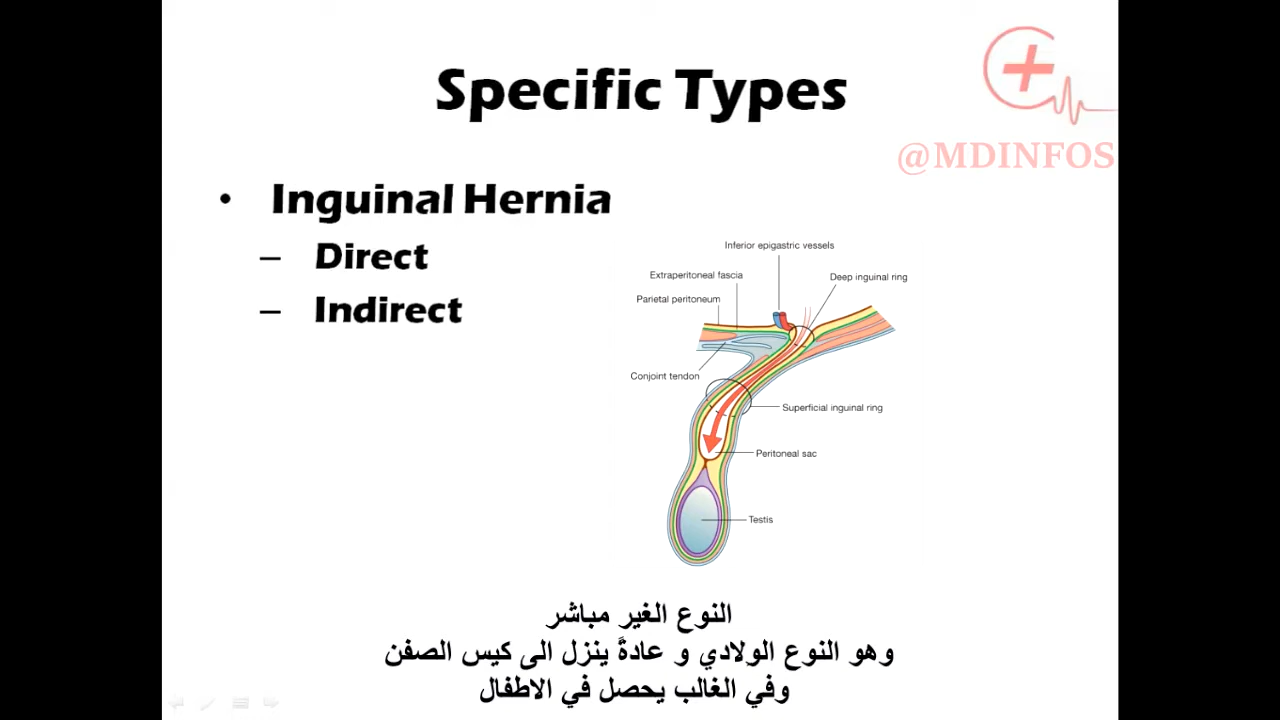 Specific Types
@MDINFOS
• Inguinal Hernia
– Direct
– Indirect
Inferior epigastric vessels
Extraperitoneal fascia
Deep inguinal ring
Parietal peritoneum
Conjoint tendon
Superficial inguinal ring
Peritoneal sac
Testis
النوع الغير مباشر
وهو النوع الولادي و عادةً ينزل الى كيس الصفن
وفي الغالب يحصل في الاطفال